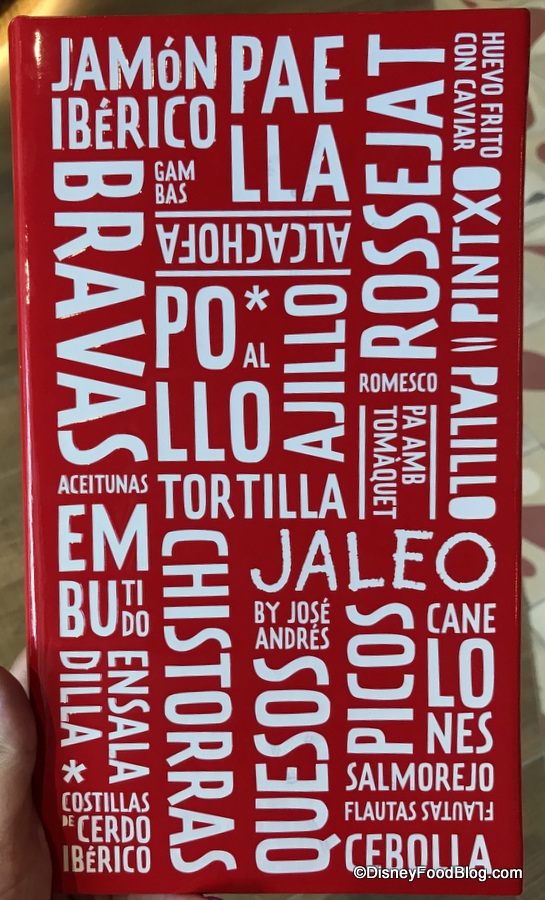 JAMÓN
IBÉRICO
PAE
LLA
ROSSEJAT
HUEVO FRITO
CON CAVIAR
BRAVAS
GAM
BAS
ALCACHOFA
PINTXO
PALILLO
PO*
LLO
AL
AJILLO
ROMESCO
PA AMB
TOMÀQUET
ACEITUNAS
TORTILLA
EM
BU
TI
DO
CHISTORRAS
JALEO
BY JOSÉ
ANDRÉS
QUESOS
PICOS
CANE
LO
NES
ENSALA
DILLA
*
COSTILLAS
DE CERDO
IBÉRICO
SALMOREJO
FLAUTAS FLAUTAS
CEBOLLA
©DisneyFoodBlog.com